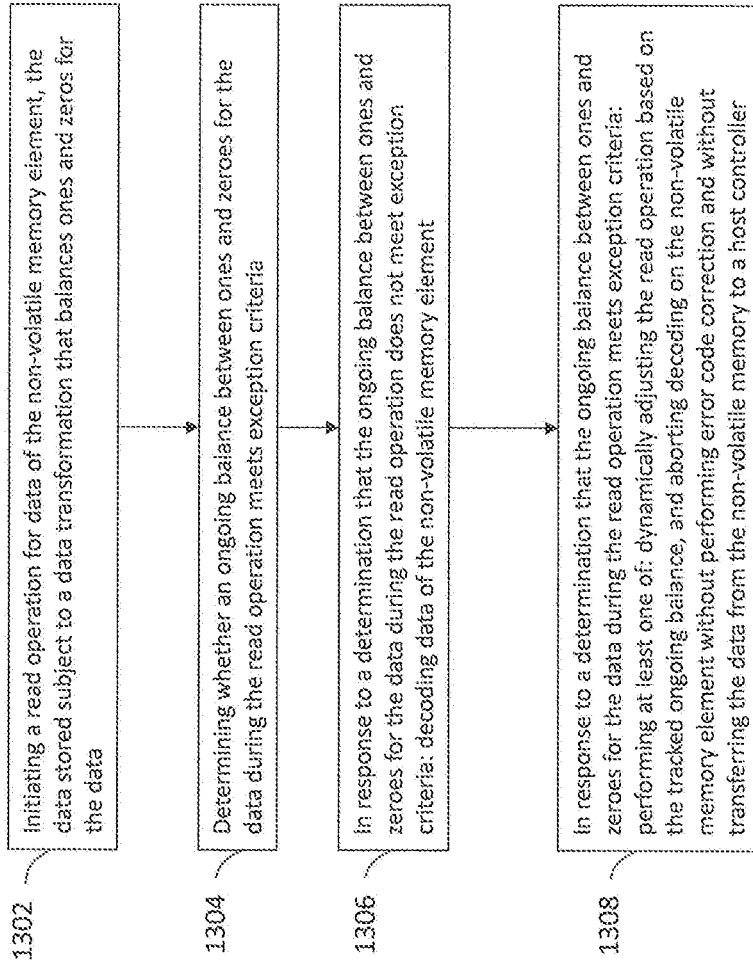 1302
Initiating a read operation for data of the non-volatile memory element, the
data stored subject to a data transformation that balances ones and zeros for
the data
1304
Determining whether an ongoing balance between ones and zeroes for the
data during the read operation meets exception criteria
1306
In response to a determination that the ongoing balance between ones and
zeroes for the data during the read operation does not meet exception
criteria: decoding data of the non-volatile memory element
1308
In response to a determination that the ongoing balance between ones and
zeroes for the data during the read operation meets exception criteria:
performing at least one of: dynamically adjusting the read operation based on
the tracked ongoing balance, and aborting decoding on the non-volatile
memory element without performing error code correction and without
transferring the data from the non-volatile memory to a host controller